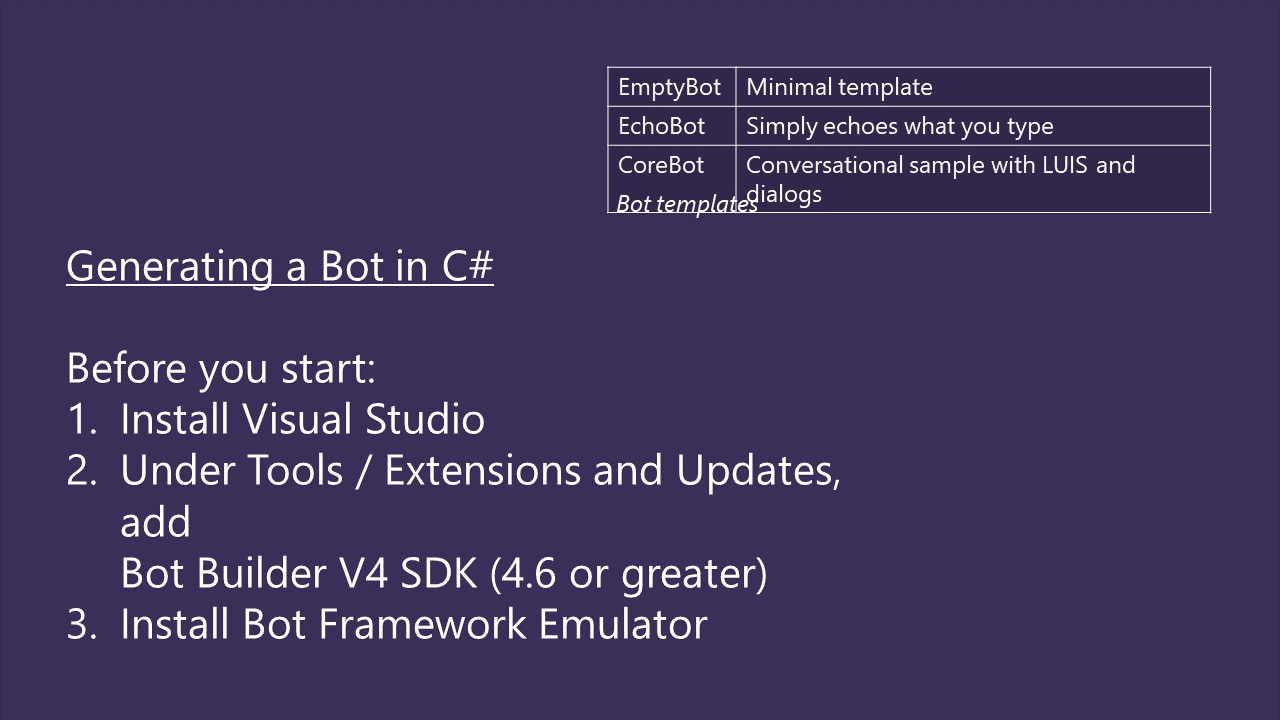 EmptyBot Minimal template
EchoBot Simply echoes what you type
CoreBot Conversational sample with LUIS and
dialogs
Bot templates
Generating a Bot in C#
Before you start:
1. Install Visual Studio
2. Under Tools / Extensions and Updates,
add
Bot Builder V4 SDK (4.6 or greater)
3. Install Bot Framework Emulator